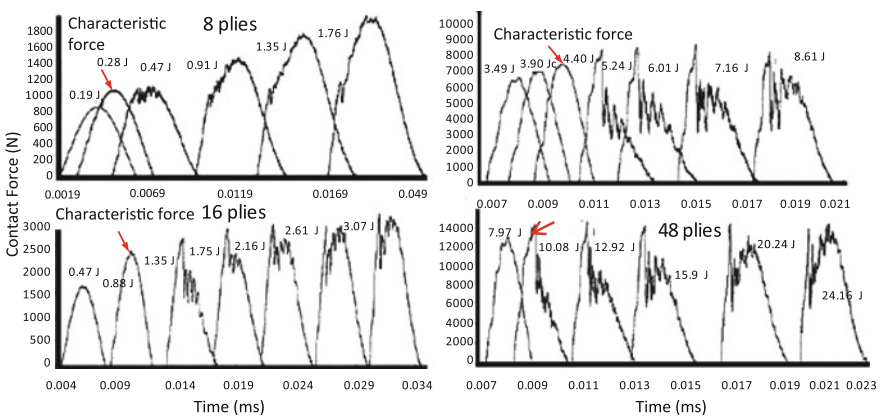 Contact Force (N)
8 plies
Characteristic
force
0.19 J
0.28 J
0.47 J
0.91 J
1.35 J
1.76 J
1800
1600
1400
1200
1000
800
600
400
200
0
0.0019 0.0069 0.0119 0.0169 0.049
Characteristic force
4.40 J
3.49 J
3.90 Jc
5.24 J
6.01 J
7.16 J
8.61 J
10000
9000
8000
7000
6000
5000
4000
3000
2000
1000
0
0.007 0.009 0.011 0.013 0.015 0.017 0.019 0.021
Characteristic force 16 plies
0.47 J
0.88 J
1.35 J
1.75 J
2.16 J
2.61 J
3.07 J
3000
2500
2000
1500
1000
500
0
0.004 0.009 0.014 0.019 0.024 0.029 0.034
Time (ms)
48 plies
7.97 J
10.08 J
12.92 J
15.9 J
20.24 J
24.16 J
14000
12000
10000
8000
6000
4000
2000
0
0.007 0.009 0.011 0.013 0.015 0.017 0.019 0.021 0.023
Time (ms)